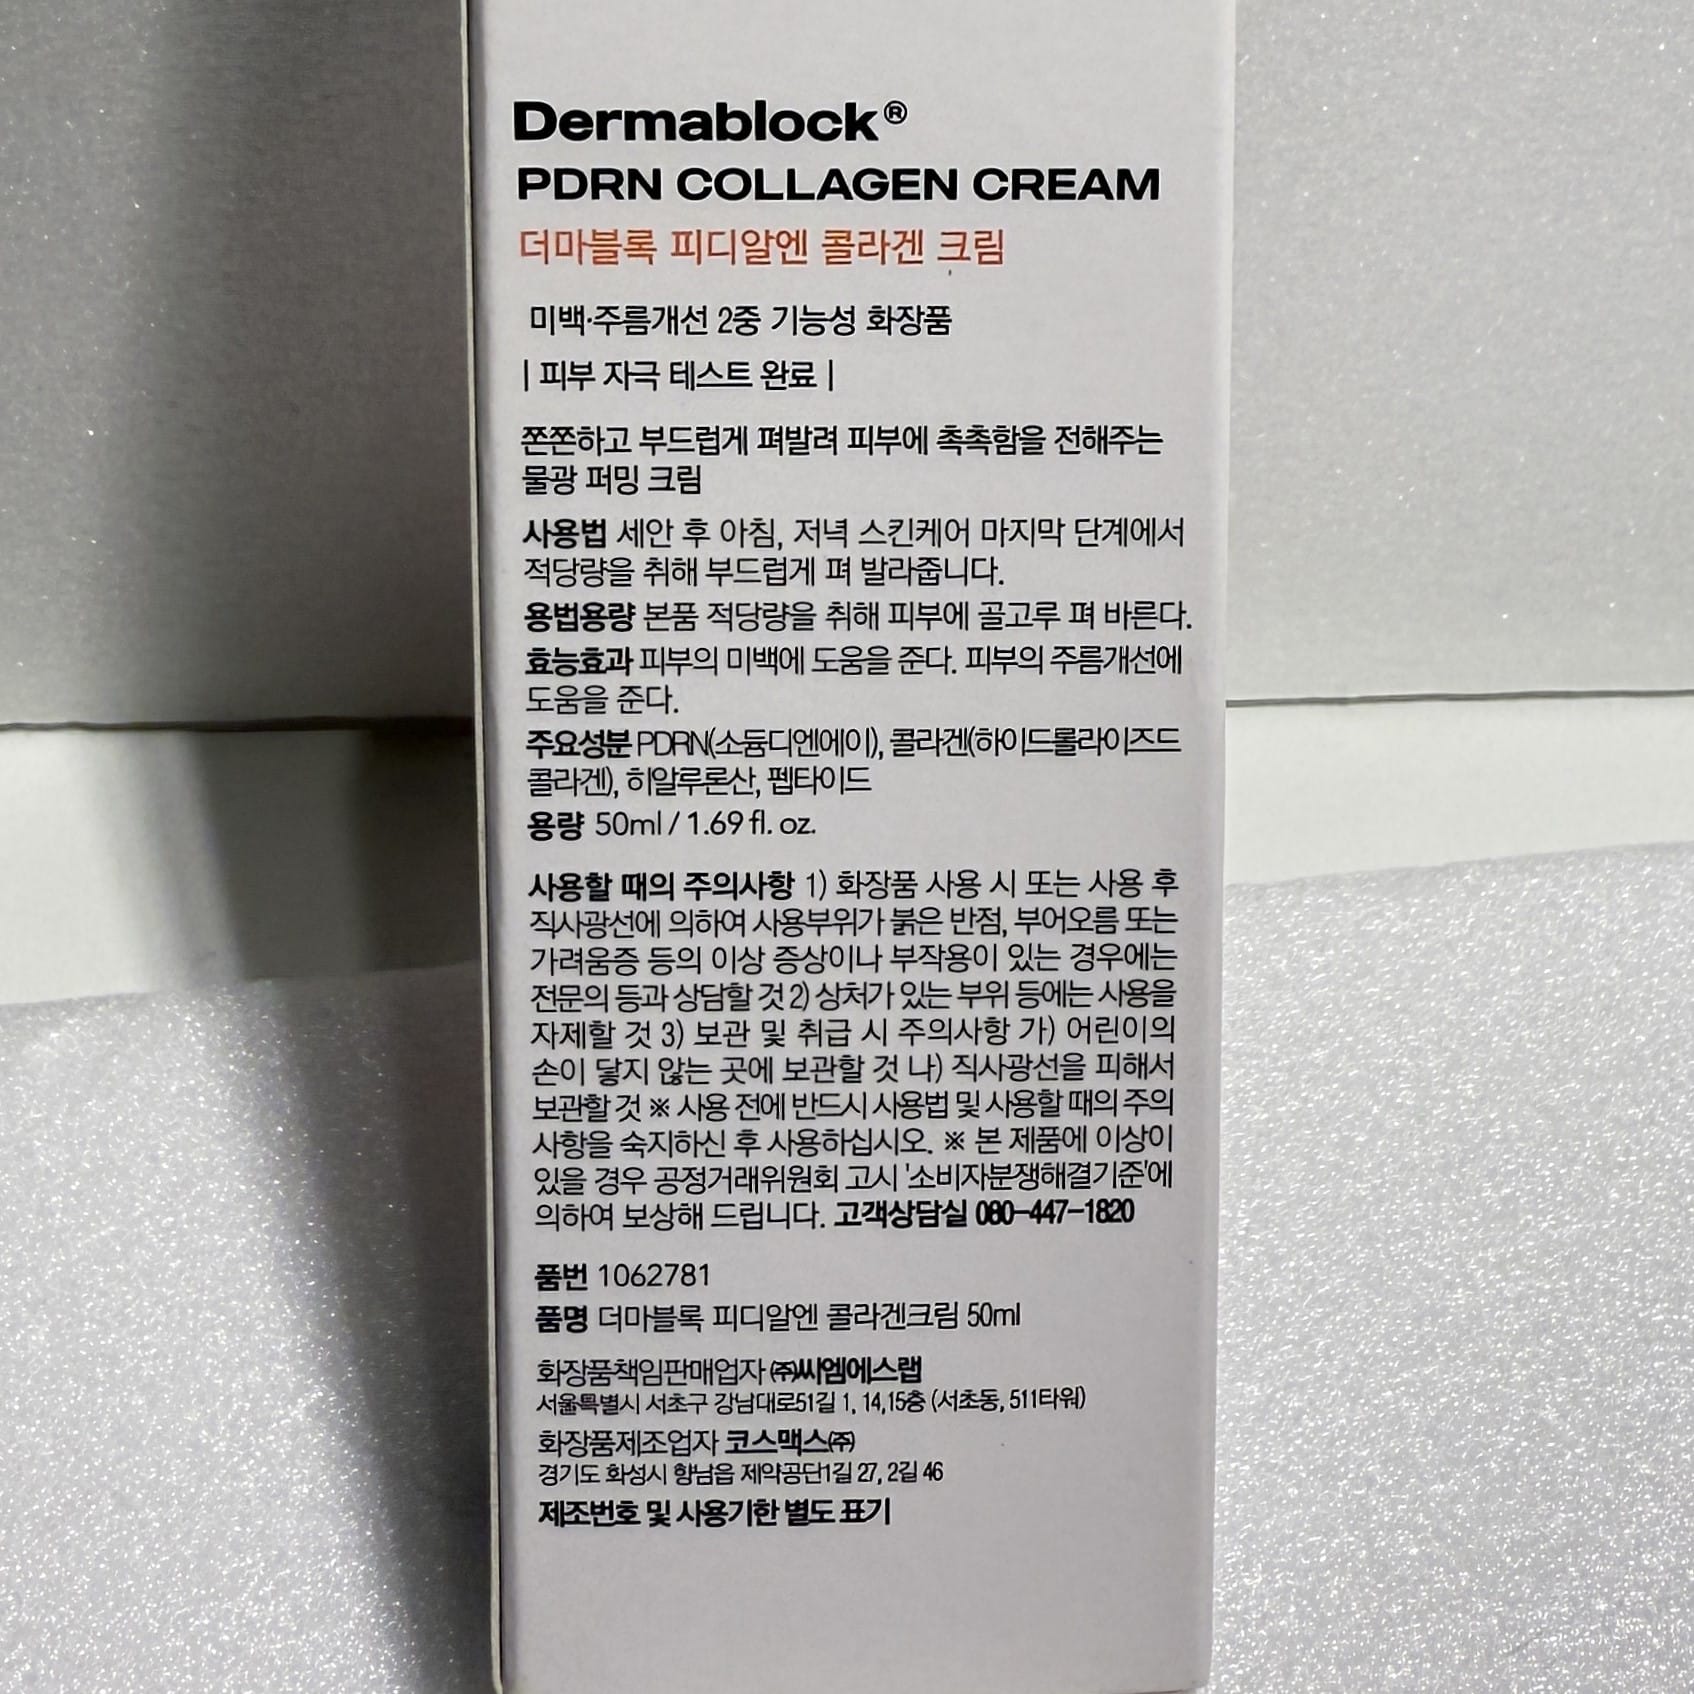 Dermablock®
PDRN COLLAGEN CREAM
더마블록 피디알엔 콜라겐 크림
미백·주름개선 2중 기능성 화장품
| 피부 자극 테스트 완료 |
쫀쫀하고 부드럽게 펴발려 피부에 촉촉함을 전해주는
물광 퍼밍 크림
사용법 세안 후 아침, 저녁 스킨케어 마지막 단계에서
적당량을 취해 부드럽게 펴 발라줍니다.
용법용량 본품 적당량을 취해 피부에 골고루 펴 바른다.
효능효과 피부의 미백에 도움을 준다. 피부의 주름개선에
도움을 준다.
주요성분 PDRN(소듐디엔에이), 콜라겐(하이드롤라이즈드
콜라겐), 히알루론산, 펩타이드
용량 50ml / 1.69 fl. oz.
사용할 때의 주의사항 1) 화장품 사용 시 또는 사용 후
직사광선에 의하여 사용부위가 붉은 반점, 부어오름 또는
가려움증 등의 이상 증상이나 부작용이 있는 경우에는
전문의 등과 상담할 것 2) 상처가 있는 부위 등에는 사용을
자제할 것 3) 보관 및 취급 시 주의사항 가) 어린이의
손이 닿지 않는 곳에 보관할 것 나) 직사광선을 피해서
보관할 것 ※ 사용 전에 반드시 사용법 및 사용할 때의 주의
사항을 숙지하신 후 사용하십시오. ※ 본 제품에 이상이
있을 경우 공정거래위원회 고시 '소비자분쟁해결기준'에
의하여 보상해 드립니다. 고객상담실 080-447-1820
품번 1062781
품명 더마블록 피디알엔 콜라겐크림 50ml
화장품책임판매업자 ㈜씨엠에스랩
서울특별시 서초구 강남대로51길 1, 14,15층 (서초동, 511타워)
화장품제조업자 코스맥스㈜
경기도 화성시 향남읍 제약공단1길 27, 2길 46
제조번호 및 사용기한 별도 표기